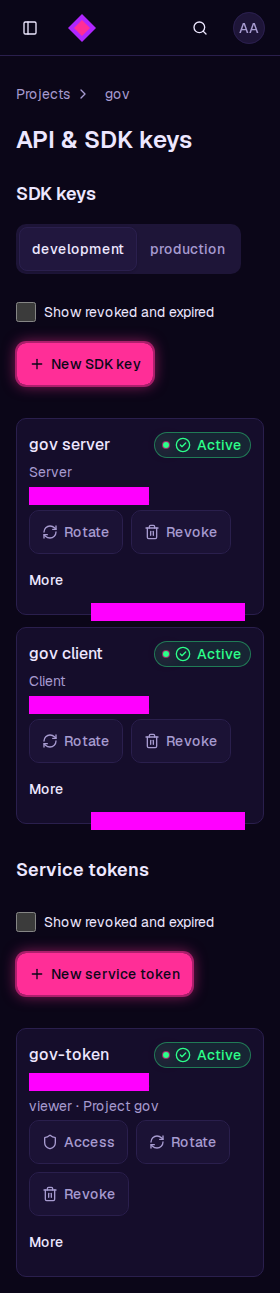 AA
Projects > gov
API & SDK keys
SDK keys
development production
Show revoked and expired
+ New SDK key
gov server Active
Server
Rotate Revoke
More
gov client Active
Client
Rotate Revoke
More
Service tokens
Show revoked and expired
+ New service token
gov-token Active
viewer · Project gov
Access Rotate
Revoke
More